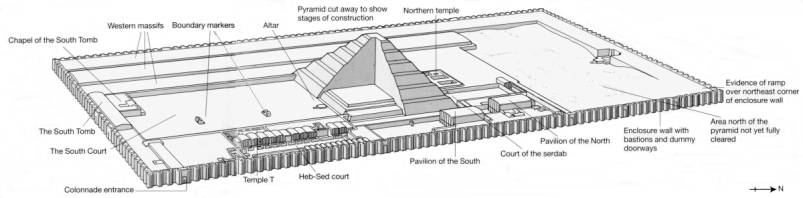 Pyramid cut away to show
stages of construction
Northern temple
Western massifs
Boundary markers
Altar
Chapel of the South Tomb
Evidence of ramp
over northeast corner
of enclosure wall
The South Tomb
The South Court
Area north of the
pyramid not yet fully
cleared
Enclosure wall with
bastions and dummy
doorways
Pavilion of the North
Court of the serdab
Pavilion of the South
Heb-Sed court
Temple T
Colonnade entrance
N